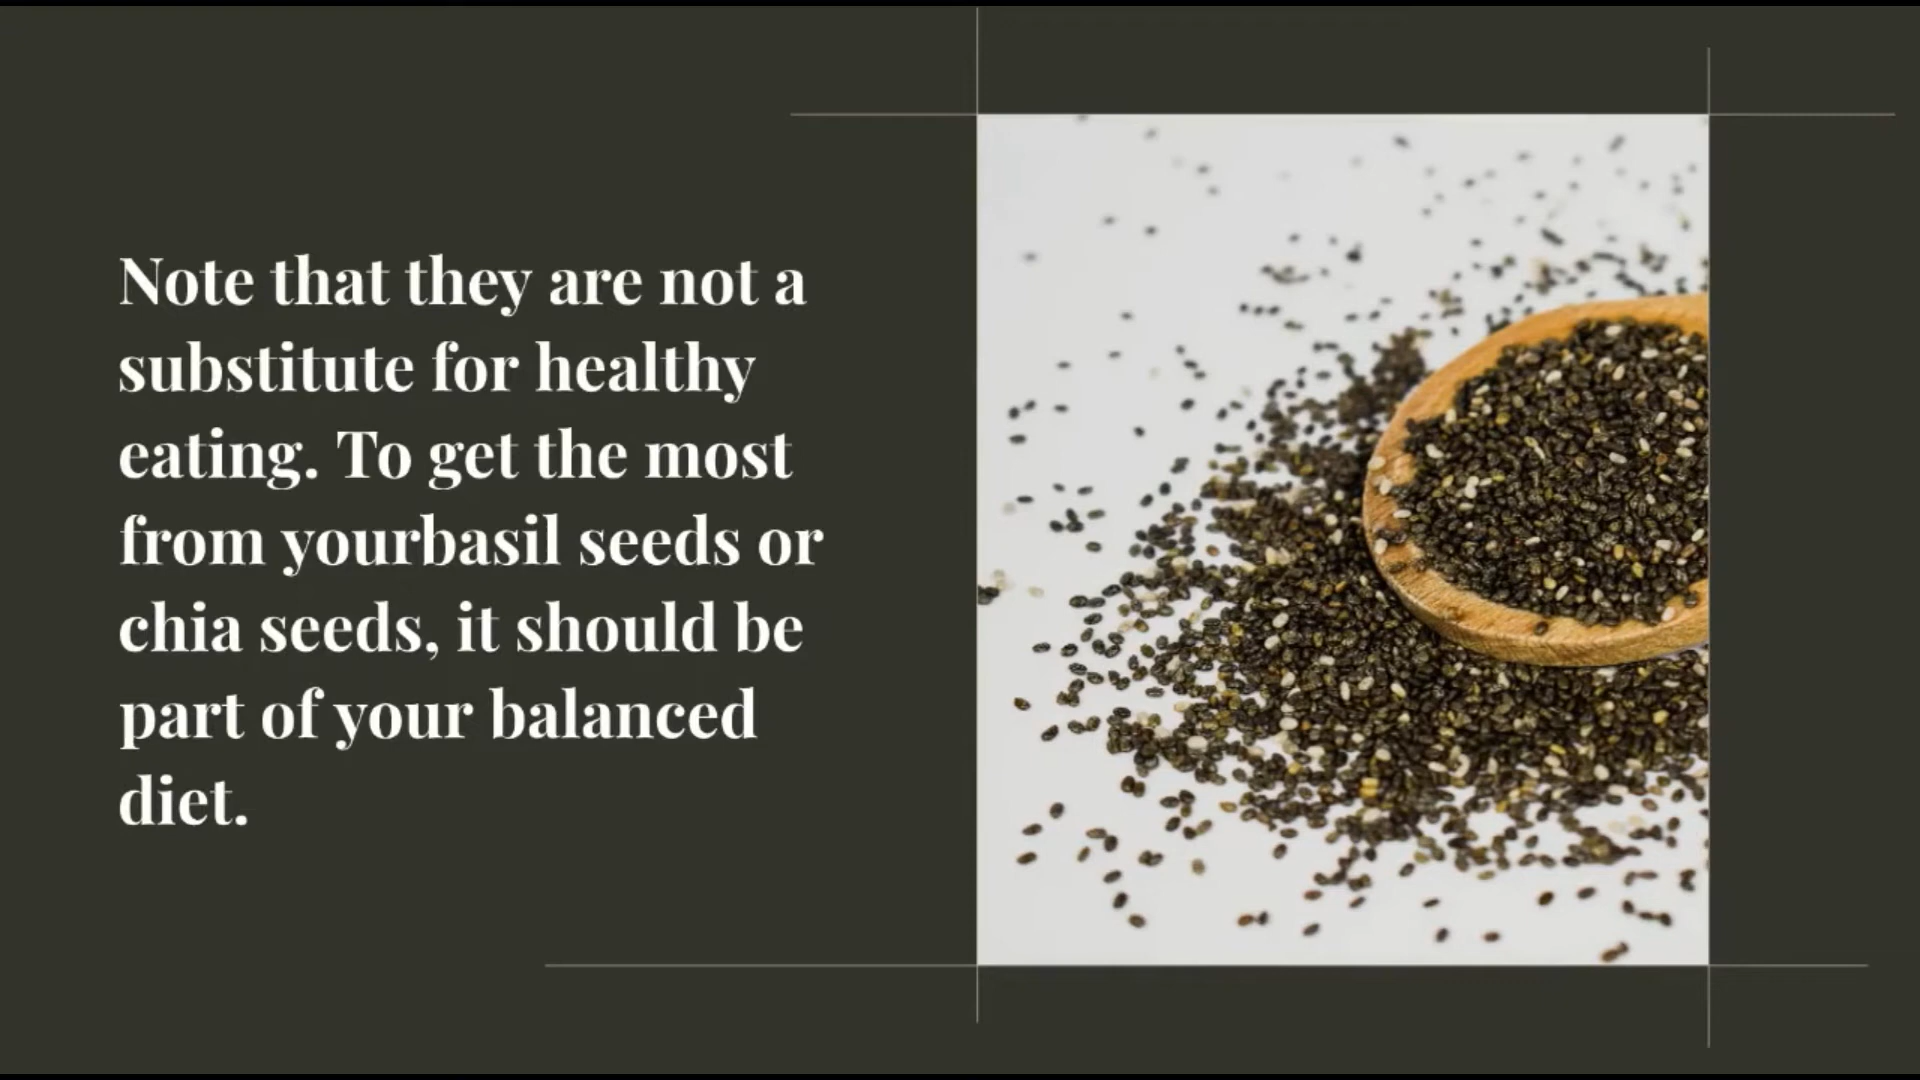 Note that they are not a
substitute for healthy
eating. To get the most
from yourbasil seeds or
chia seeds, it should be
part of your balanced
diet.